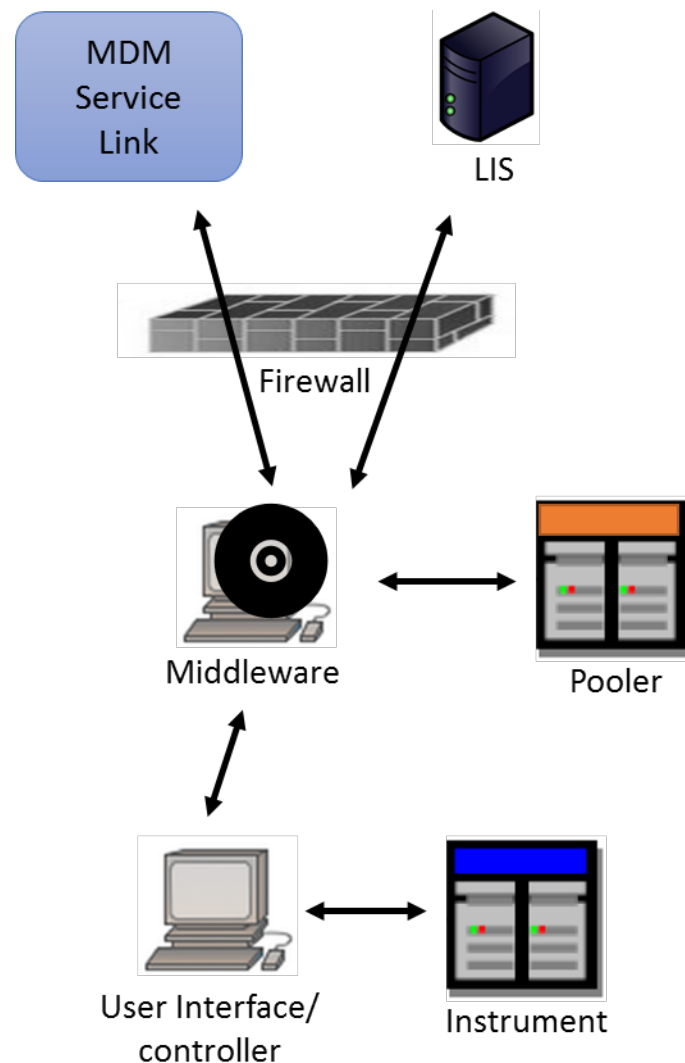 MDM
Service
Link
LIS
Firewall
Middleware
Pooler
User Interface/
controller
Instrument